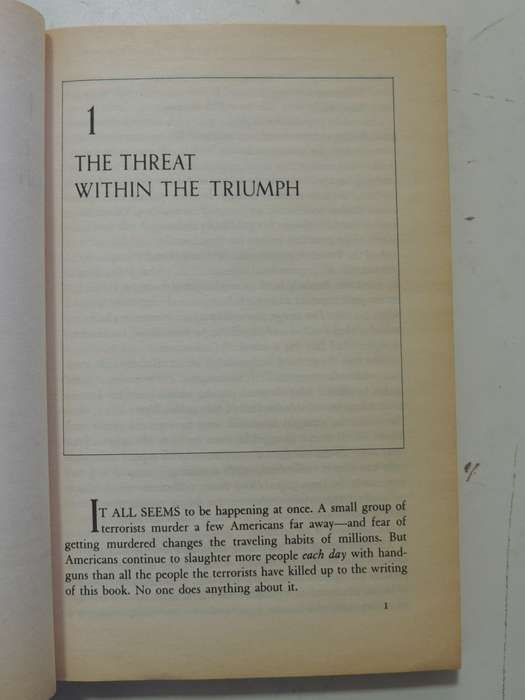 1
THE THREAT
WITHIN THE TRIUMPH
IT ALL SEEMS to be happening at once. A small group of
terrorists murder a few Americans far away—and fear of
getting murdered changes the traveling habits of millions. But
Americans continue to slaughter more people each day with hand-
guns than all the people the terrorists have killed up to the writing
of this book. No one does anything about it.
1